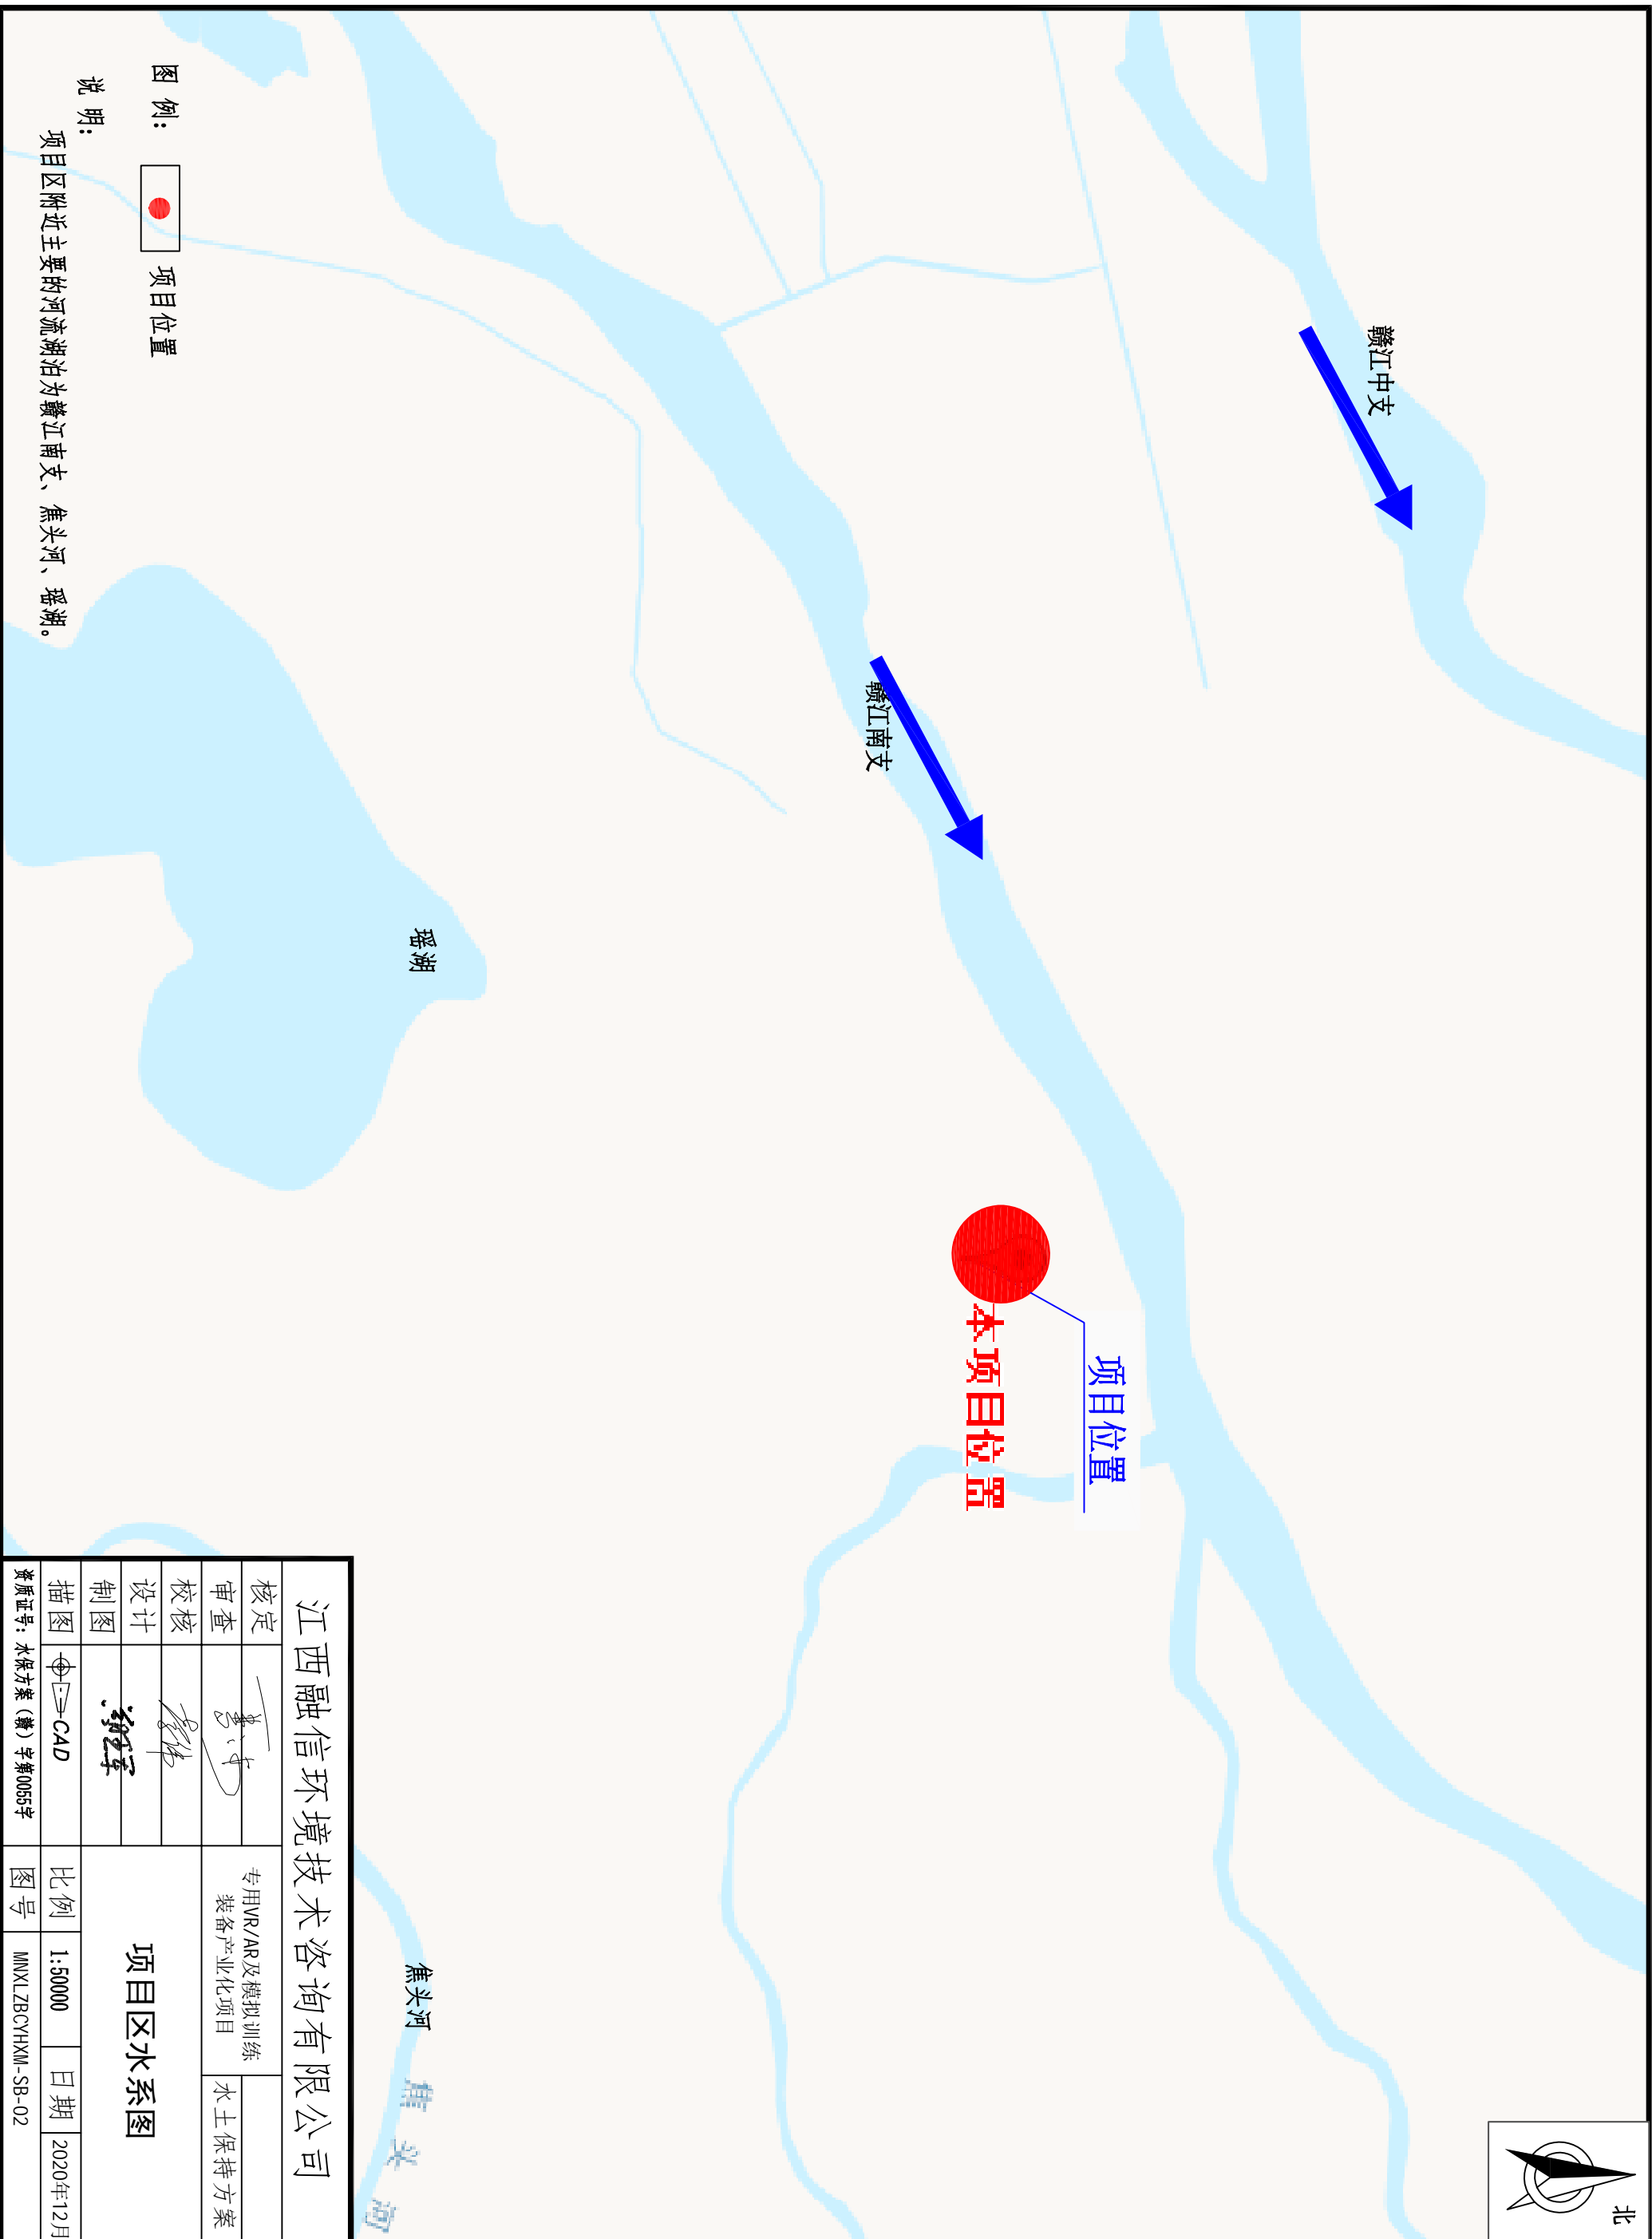 北
赣江中支
赣江南支
项目位置
本项目位置
瑶湖
焦头河
焦头河
图 例:
项目位置
说 明:
项目区附近主要的河流湖泊为赣江南支、焦头河、瑶湖。
江西融信环境技术咨询有限公司
核定
审查
校核
设计
制图
描图
CAD
专用VR/AR及模拟训练
装备产业化项目
水土保持方案
项目区水系图
比例
1:50000
日期
2020年12月
资质证号: 水保方案（赣）字第0055字
图号
MNXLZBCYHXM-SB-02